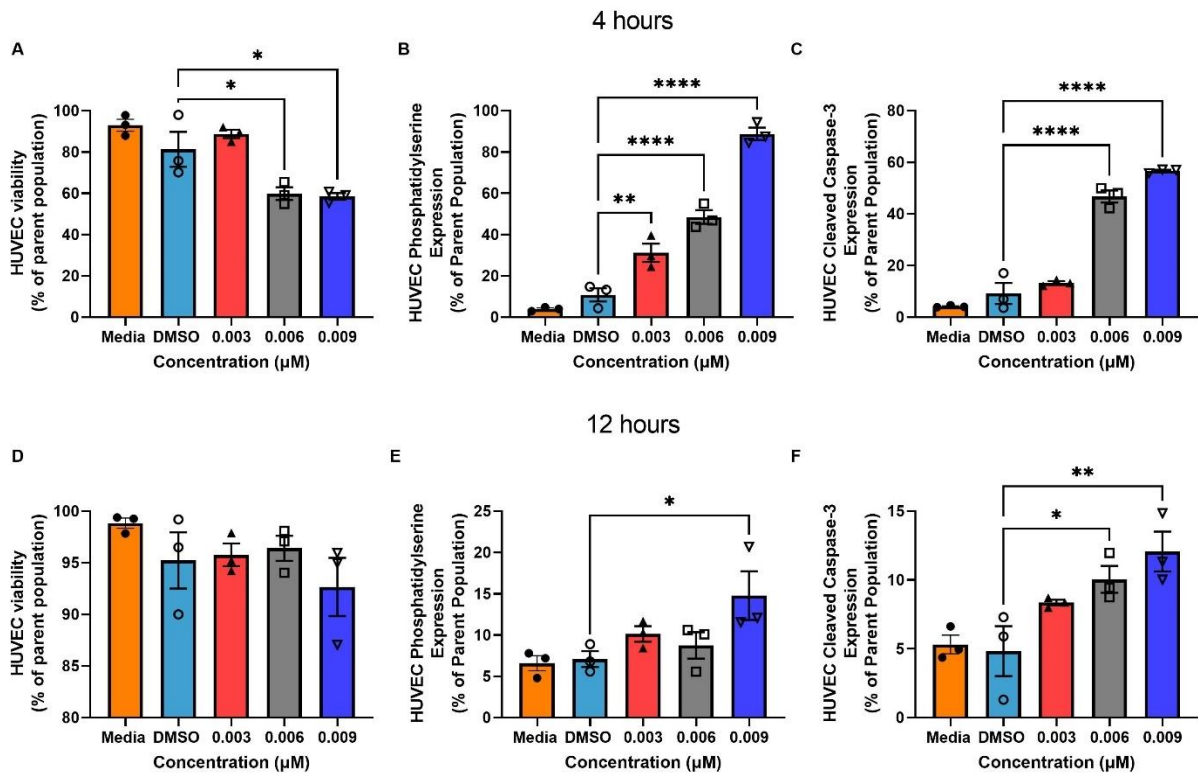 4 hours
A
HUVEC viability
(% of parent population)
100
80
60
40
20
0
*
*
Media DMSO 0.003 0.006 0.009
Concentration (µM)
B
HUVEC Phosphatidylserine
Expression
(% of Parent Population)
100
80
60
40
20
0
****
****
**
Media DMSO 0.003 0.006 0.009
Concentration (µM)
C
HUVEC Cleaved Caspase-3
Expression
(% of Parent Population)
80
60
40
20
0
****
****
Media DMSO 0.003 0.006 0.009
Concentration (µM)
12 hours
D
HUVEC viability
(% of parent population)
100
95
90
85
80
Media DMSO 0.003 0.006 0.009
Concentration (µM)
E
HUVEC Phosphatidylserine
Expression
(% of Parent Population)
25
20
15
10
5
0
*
Media DMSO 0.003 0.006 0.009
Concentration (µM)
F
HUVEC Cleaved Caspase-3
Expression
(% of Parent Population)
15
10
5
0
**
*
Media DMSO 0.003 0.006 0.009
Concentration (µM)